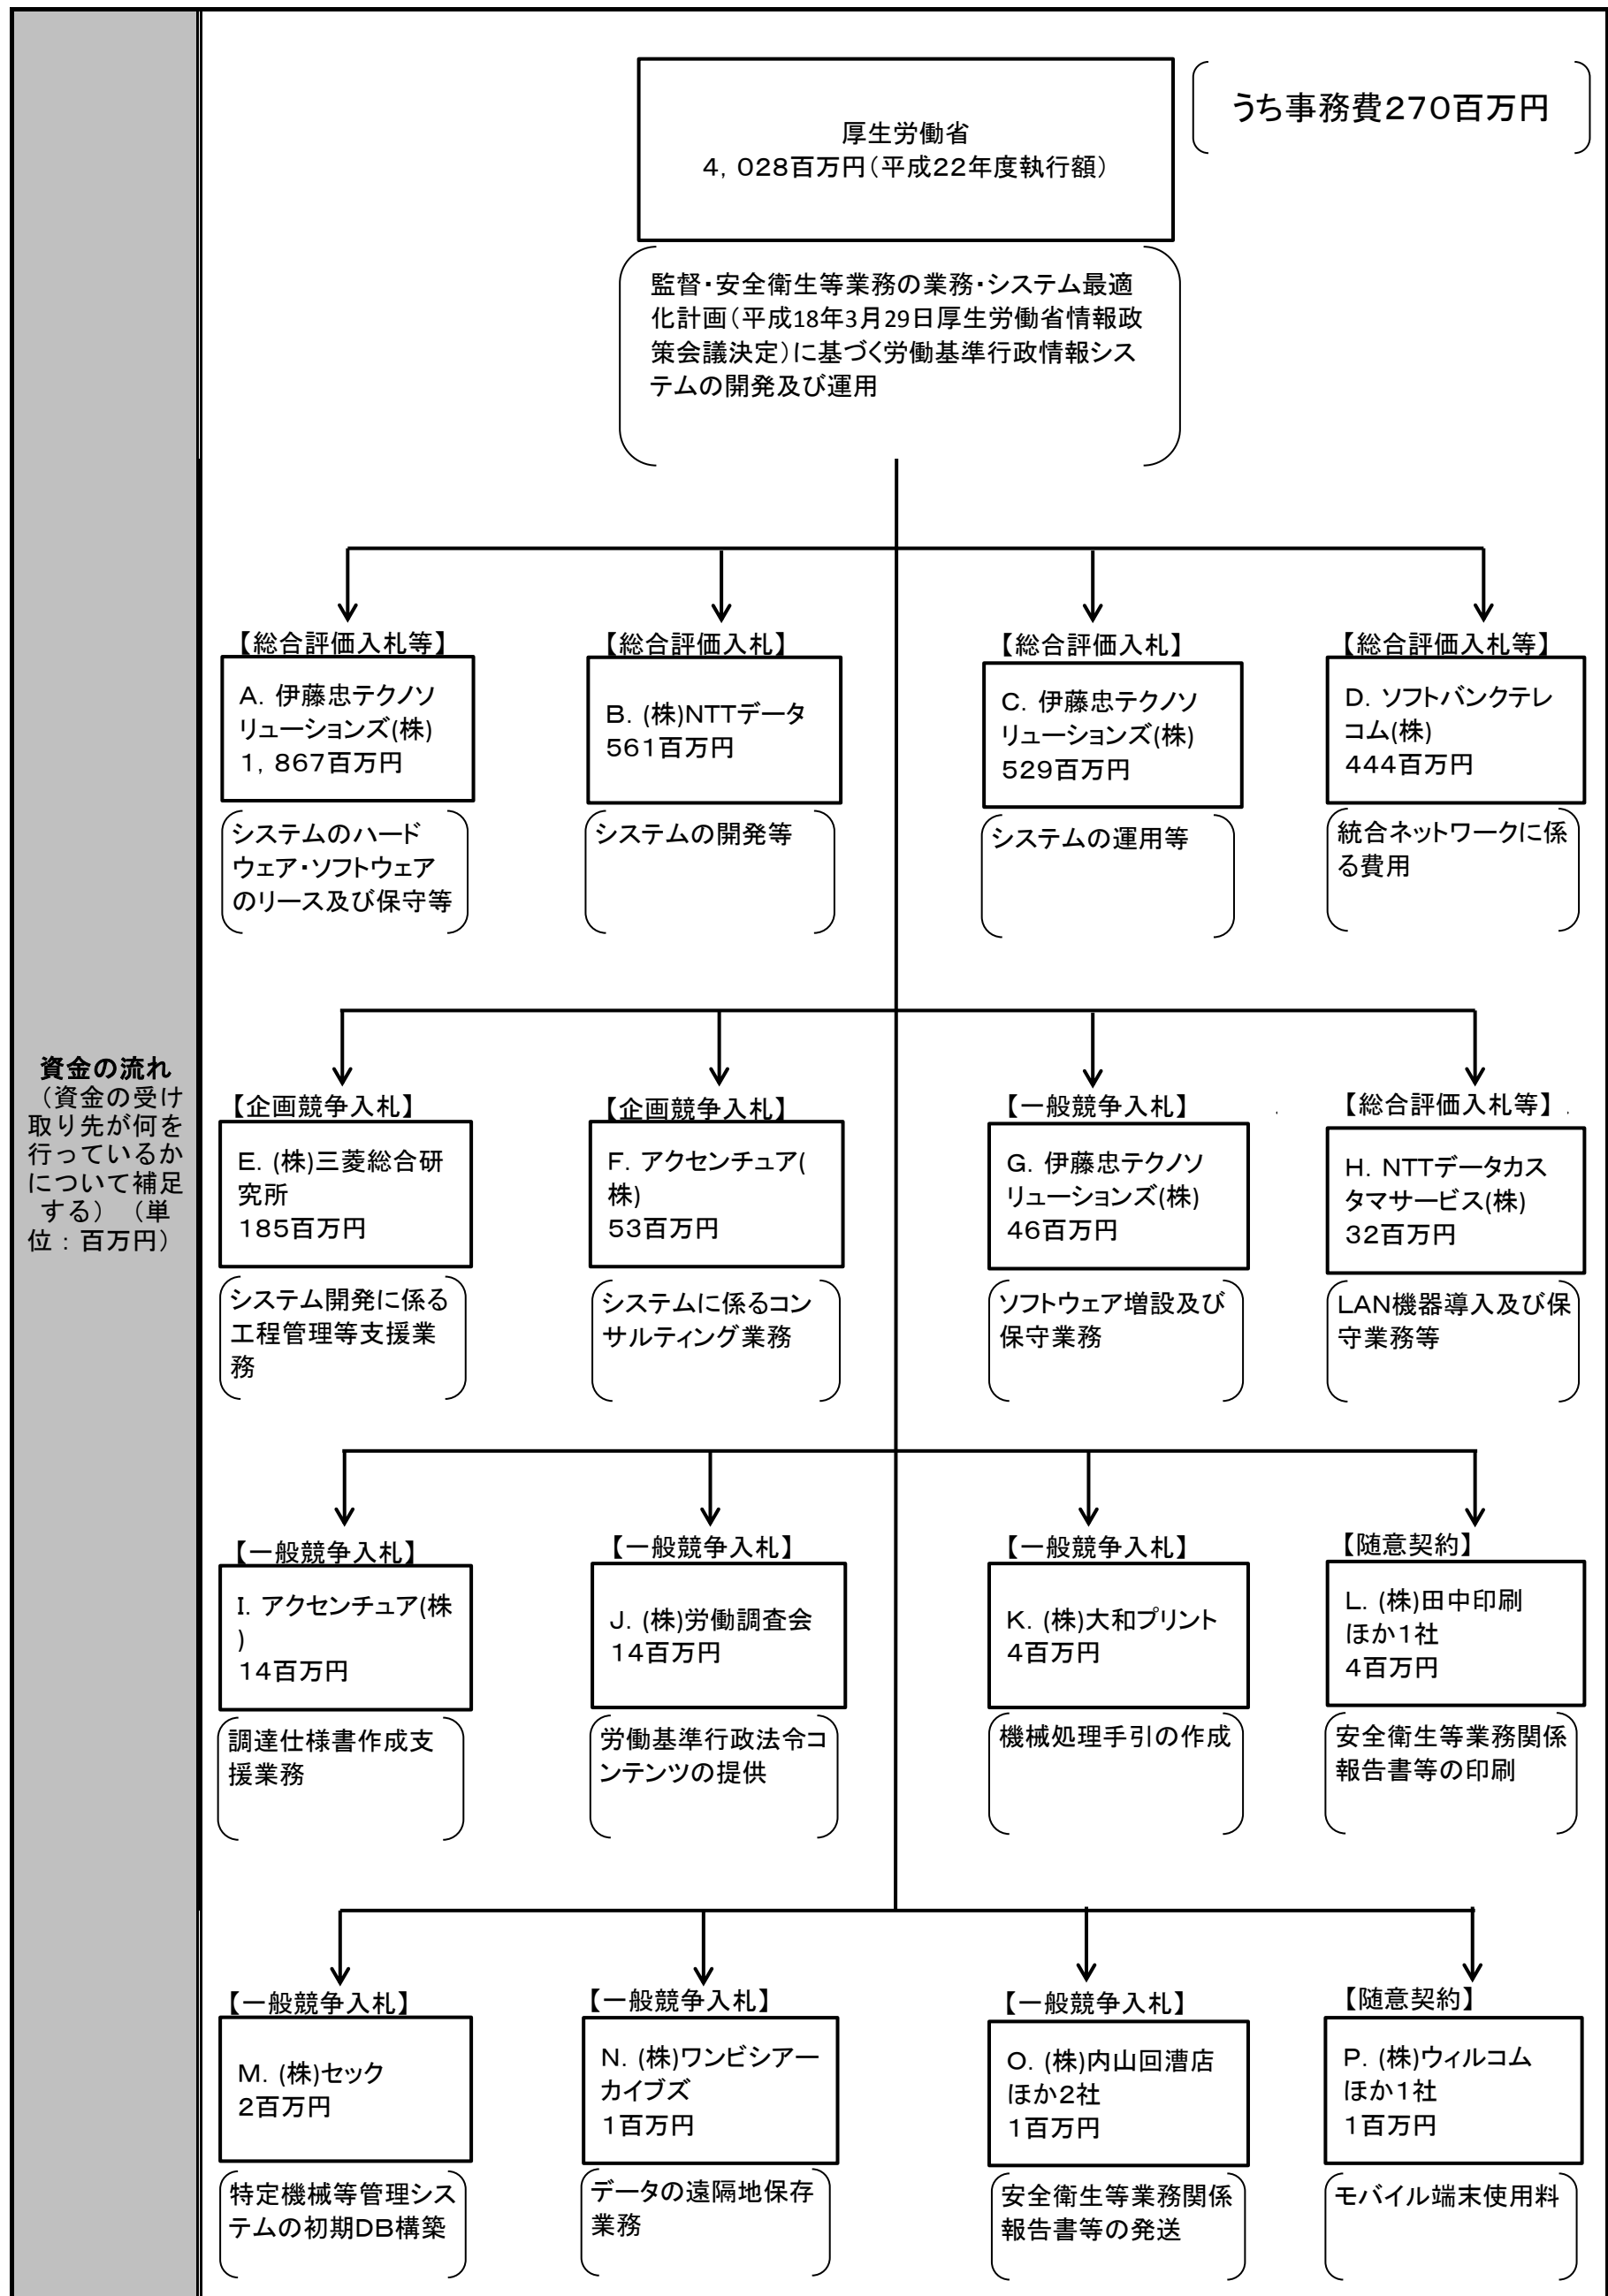 うち事務費270百万円
厚生労働省
4，028百万円（平成22年度執行額）
監督・安全衛生等業務の業務・システム最適
化計画（平成18年3月29日厚生労働省情報政
策会議決定）に基づく労働基準行政情報シス
テムの開発及び運用
資金の流れ
（資金の受け
取り先が何を
行っているか
について補足
する）（単
位：百万円）
【総合評価入札等】
A．伊藤忠テクノソ
リューションズ(株)
1，867百万円
システムのハード
ウェア・ソフトウェア
のリース及び保守等
【総合評価入札】
B．(株)NTTデータ
561百万円
システムの開発等
【総合評価入札】
C．伊藤忠テクノソ
リューションズ(株)
529百万円
システムの運用等
【総合評価入札等】
D．ソフトバンクテレ
コム(株)
444百万円
統合ネットワークに係
る費用
【企画競争入札】
E．(株)三菱総合研
究所
185百万円
システム開発に係る
工程管理等支援業
務
【企画競争入札】
F．アクセンチュア(
株)
53百万円
システムに係るコン
サルティング業務
【一般競争入札】
G．伊藤忠テクノソ
リューションズ(株)
46百万円
ソフトウェア増設及び
保守業務
【総合評価入札等】
H．NTTデータカス
タマサービス(株)
32百万円
LAN機器導入及び保
守業務等
【一般競争入札】
I．アクセンチュア(株
)
14百万円
調達仕様書作成支
援業務
【一般競争入札】
J．(株)労働調査会
14百万円
労働基準行政法令コ
ンテンツの提供
【一般競争入札】
K．(株)大和プリント
4百万円
機械処理手引の作成
【随意契約】
L．(株)田中印刷
ほか1社
4百万円
安全衛生等業務関係
報告書等の印刷
【一般競争入札】
M．(株)セック
2百万円
特定機械等管理シス
テムの初期DB構築
【一般競争入札】
N．(株)ワンビシアー
カイブズ
1百万円
データの遠隔地保存
業務
【一般競争入札】
O．(株)内山回漕店
ほか2社
1百万円
安全衛生等業務関係
報告書等の発送
【随意契約】
P．(株)ウィルコム
ほか1社
1百万円
モバイル端末使用料